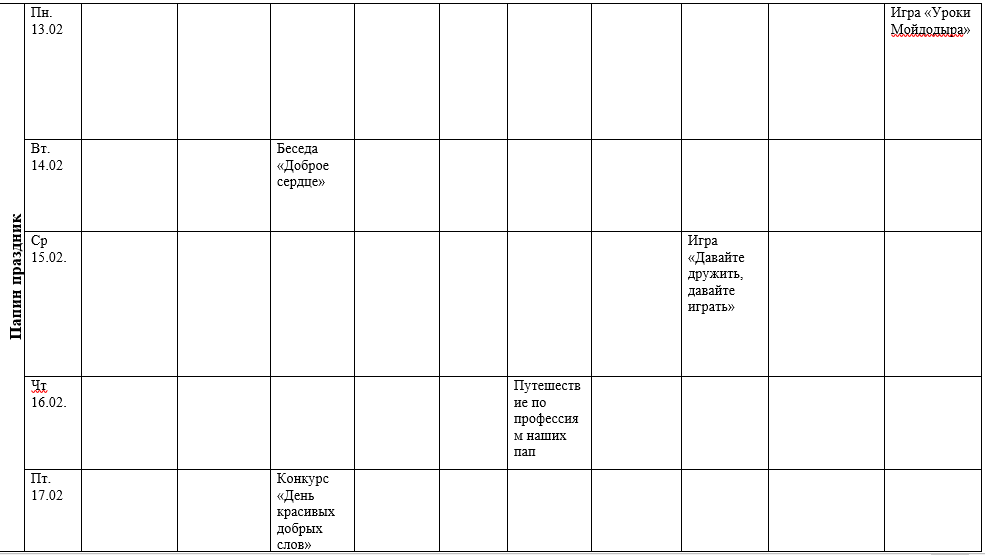 Папин праздник
Пн.
13.02
Игра «Уроки
Мойдодыра»
Вт.
14.02
Беседа
«Доброе
сердце»
Ср
15.02.
Игра
«Давайте
дружить,
давайте
играть»
Чт
16.02.
Путешеств
ие по
профессия
м наших
пап
Пт.
17.02
Конкурс
«День
красивых
добрых
слов»